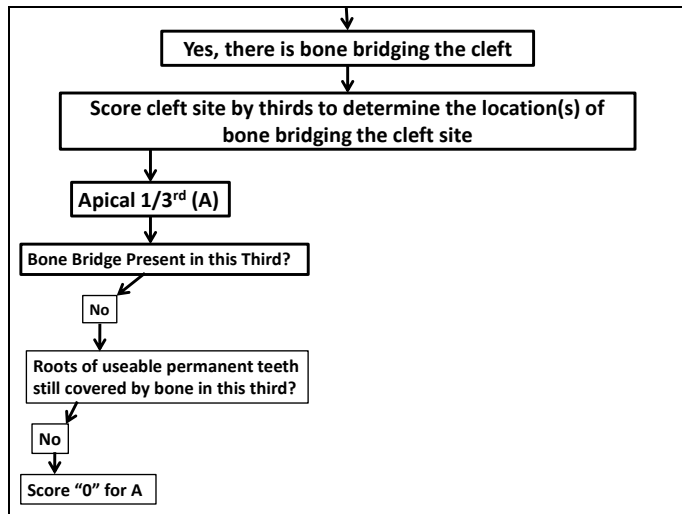 Yes, there is bone bridging the cleft
Score cleft site by thirds to determine the location(s) of
bone bridging the cleft site
Apical 1/3rd (A)
Bone Bridge Present in this Third?
No
Roots of useable permanent teeth
still covered by bone in this third?
No
Score “0” for A